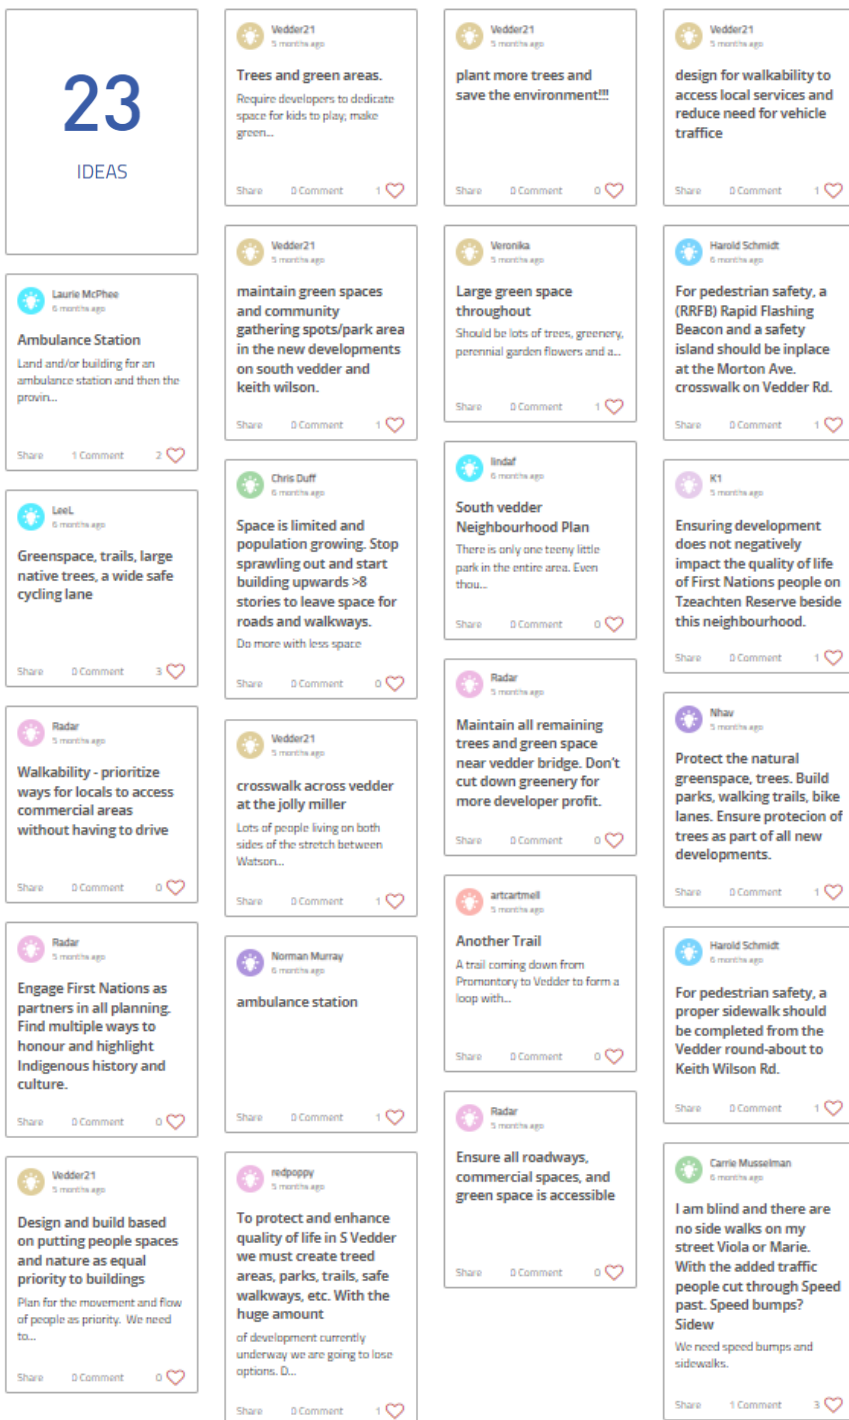 23
IDEAS
Laurie McPhee
6 months ago
Ambulance Station
Land and/or building for an
ambulance station and then the
provin...
Share 1 Comment 2
LeeL
6 months ago
Greenspace, trails, large
native trees, a wide safe
cycling lane
Share 0 Comment 3
Radar
5 months ago
Walkability - prioritize
ways for locals to access
commercial areas
without having to drive
Share 0 Comment 0
Radar
5 months ago
Engage First Nations as
partners in all planning.
Find multiple ways to
honour and highlight
Indigenous history and
culture.
Share 0 Comment 0
Vedder21
5 months ago
Design and build based
on putting people spaces
and nature as equal
priority to buildings
Plan for the movement and flow
of people as priority. We need
to...
Share 0 Comment 0
Vedder21
5 months ago
Trees and green areas.
Require developers to dedicate
space for kids to play; make
green...
Share 0 Comment 1
Vedder21
5 months ago
maintain green spaces
and community
gathering spots/park area
in the new developments
on south vedder and
keith wilson.
Share 0 Comment 1
Chris Duff
6 months ago
Space is limited and
population growing. Stop
sprawling out and start
building upwards >8
stories to leave space for
roads and walkways.
Do more with less space
Share 0 Comment 0
Vedder21
5 months ago
crosswalk across vedder
at the jolly miller
Lots of people living on both
sides of the stretch between
Watson...
Share 0 Comment 1
Norman Murray
6 months ago
ambulance station
Share 0 Comment 1
redpoppy
5 months ago
To protect and enhance
quality of life in S Vedder
we must create treed
areas, parks, trails, safe
walkways, etc. With the
huge amount
of development currently
underway we are going to lose
options. D...
Share 0 Comment 1
Vedder21
5 months ago
plant more trees and
save the environment!!!
Share 0 Comment 0
Veronika
5 months ago
Large green space
throughout
Should be lots of trees, greenery,
perennial garden flowers and a...
Share 0 Comment 1
lindaf
6 months ago
South vedder
Neighbourhood Plan
There is only one teeny little
park in the entire area. Even
thou...
Share 0 Comment 0
Radar
5 months ago
Maintain all remaining
trees and green space
near vedder bridge. Don't
cut down greenery for
more developer profit.
Share 0 Comment 0
artcartmell
5 months ago
Another Trail
A trail coming down from
Promontory to Vedder to form a
loop with...
Share 0 Comment 0
Radar
5 months ago
Ensure all roadways,
commercial spaces, and
green space is accessible
Share 0 Comment 0
Vedder21
5 months ago
design for walkability to
access local services and
reduce need for vehicle
traffice
Share 0 Comment 1
Harold Schmidt
6 months ago
For pedestrian safety, a
(RRFB) Rapid Flashing
Beacon and a safety
island should be inplace
at the Morton Ave.
crosswalk on Vedder Rd.
Share 0 Comment 1
K1
5 months ago
Ensuring development
does not negatively
impact the quality of life
of First Nations people on
Tzeachten Reserve beside
this neighbourhood.
Share 0 Comment 1
Nhav
5 months ago
Protect the natural
greenspace, trees. Build
parks, walking trails, bike
lanes. Ensure protecion of
trees as part of all new
developments.
Share 0 Comment 1
Harold Schmidt
6 months ago
For pedestrian safety, a
proper sidewalk should
be completed from the
Vedder round-about to
Keith Wilson Rd.
Share 0 Comment 1
Carrie Musselman
6 months ago
I am blind and there are
no side walks on my
street Viola or Marie.
With the added traffic
people cut through Speed
past. Speed bumps?
Sidew
We need speed bumps and
sidewalks.
Share 1 Comment 3